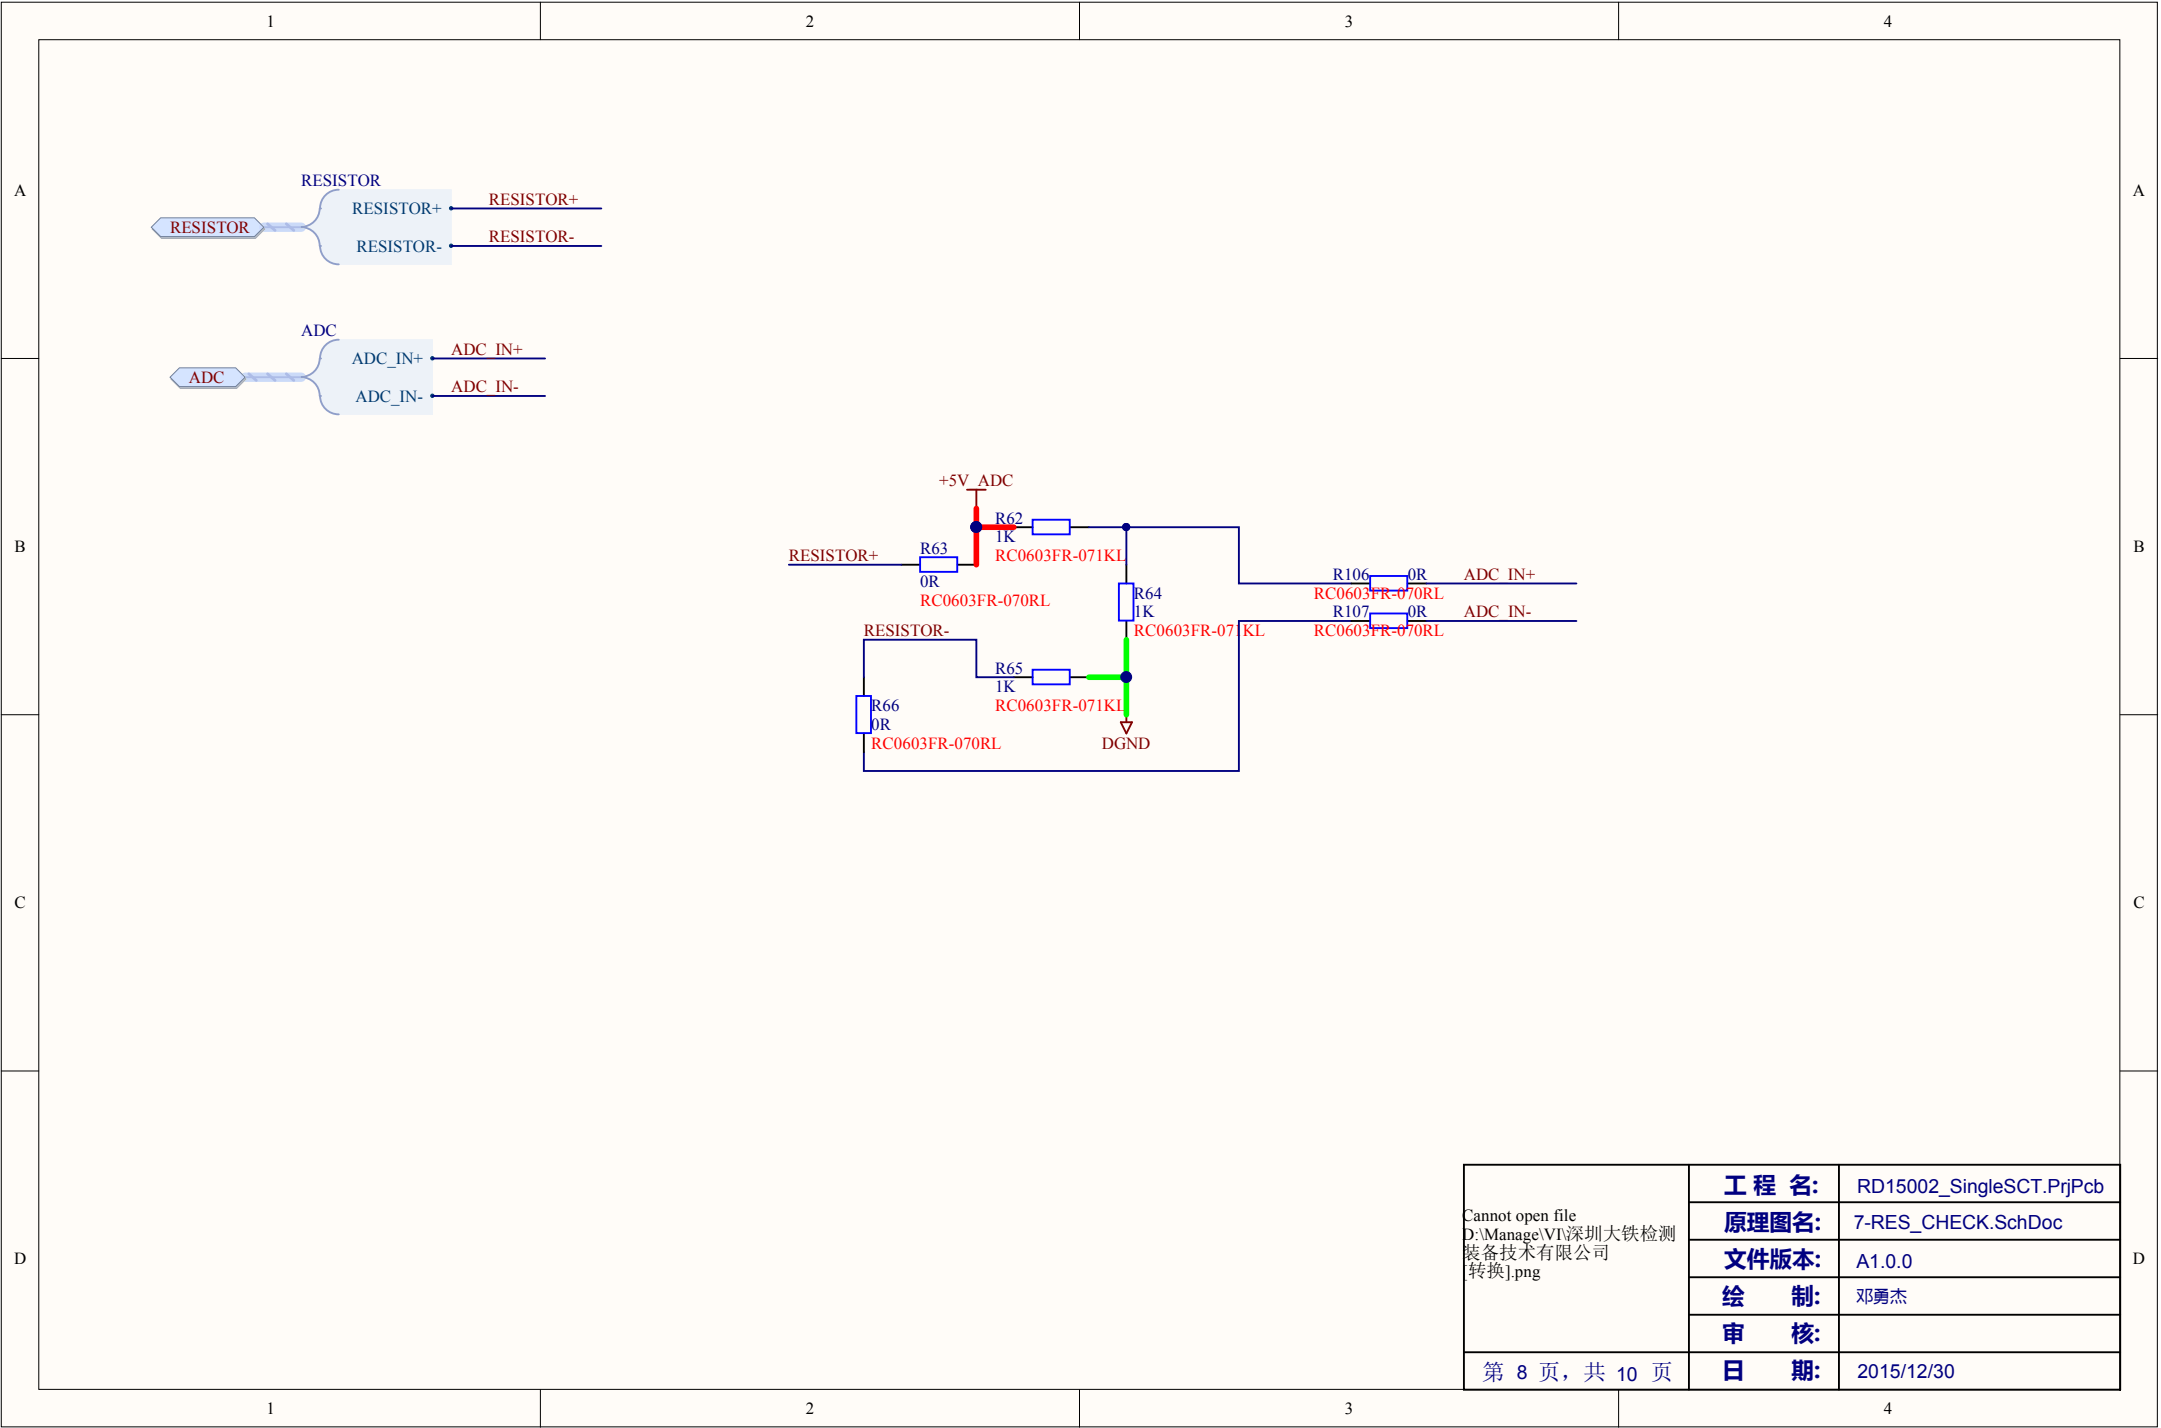 1 2 3 4
A A
RESISTOR
RESISTOR
RESISTOR+ RESISTOR+
RESISTOR- RESISTOR-
ADC
ADC
ADC_IN+ ADC_IN+
ADC_IN- ADC_IN-
B B
+5V_ADC
R62
1K
RC0603FR-071KL
RESISTOR+
R63
0R
RC0603FR-070RL
R64
1K
RC0603FR-071KL
R106 0R ADC_IN+
RC0603FR-070RL
R107 0R ADC_IN-
RC0603FR-070RL
RESISTOR-
R65
1K
RC0603FR-071KL
R66
0R
RC0603FR-070RL
DGND
C C
D D
Cannot open file
D:\Manage\VI\深圳大铁检测
装备技术有限公司
[转换].png
工 程 名: RD15002_SingleSCT.PrjPcb
原理图名: 7-RES_CHECK.SchDoc
文件版本: A1.0.0
绘 制: 邓勇杰
审 核:
第 8 页，共 10 页
日 期: 2015/12/30
1 2 3 4